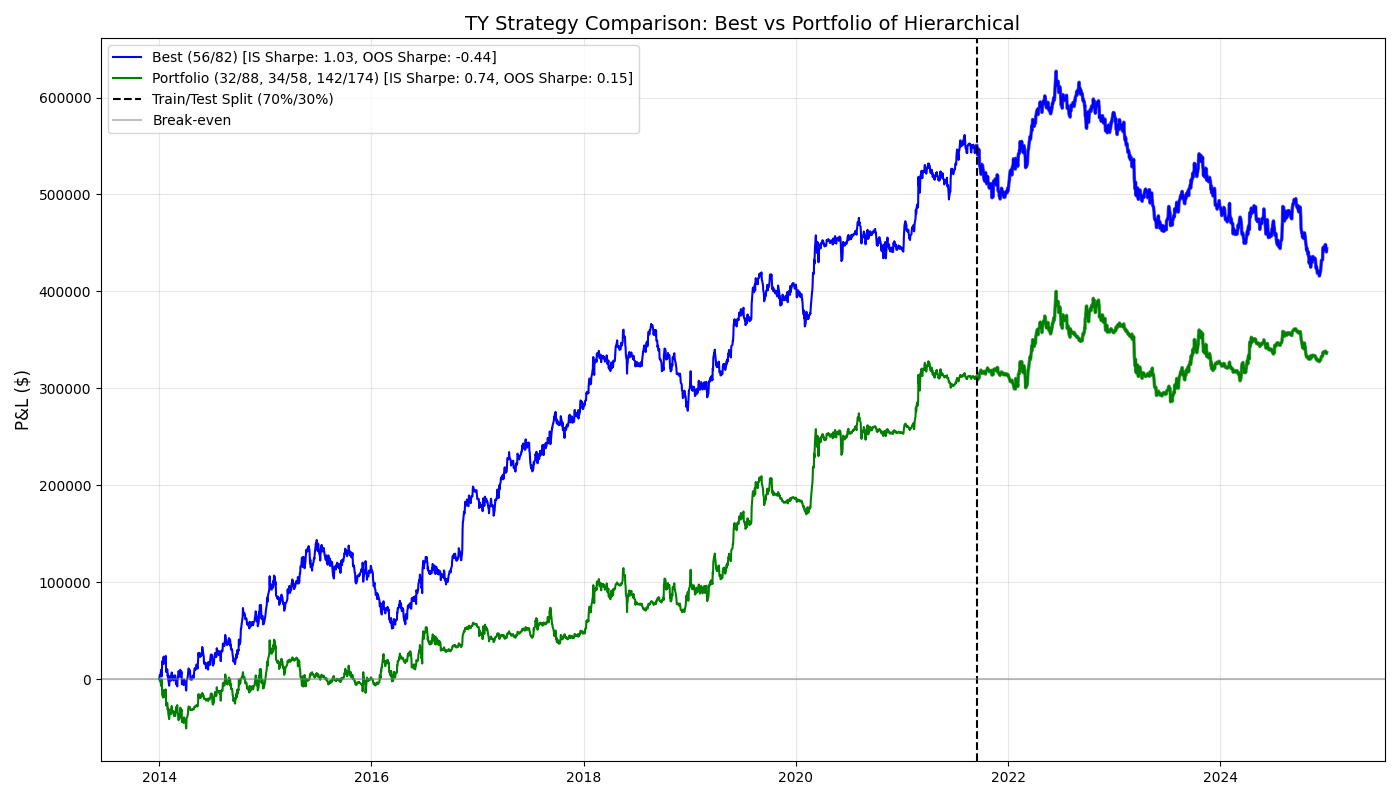 TY Strategy Comparison: Best vs Portfolio of Hierarchical
Best (56/82) [IS Sharpe: 1.03, OOS Sharpe: -0.44]
Portfolio (32/88, 34/58, 142/174) [IS Sharpe: 0.74, OOS Sharpe: 0.15]
Train/Test Split (70%/30%)
Break-even
P&L ($)
600000
500000
400000
300000
200000
100000
0
2014
2016
2018
2020
2022
2024